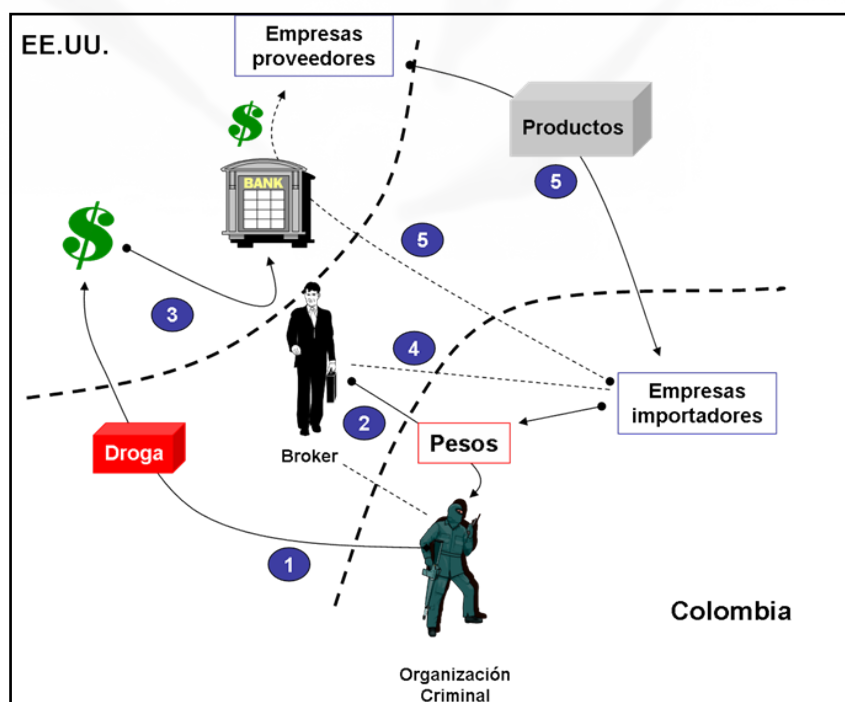 EE.UU.
Empresas
proveedores
$
Productos
BANK
5
$
5
3
4
Empresas
importadores
2
Pesos
Droga
Broker
1
Colombia
Organización
Criminal